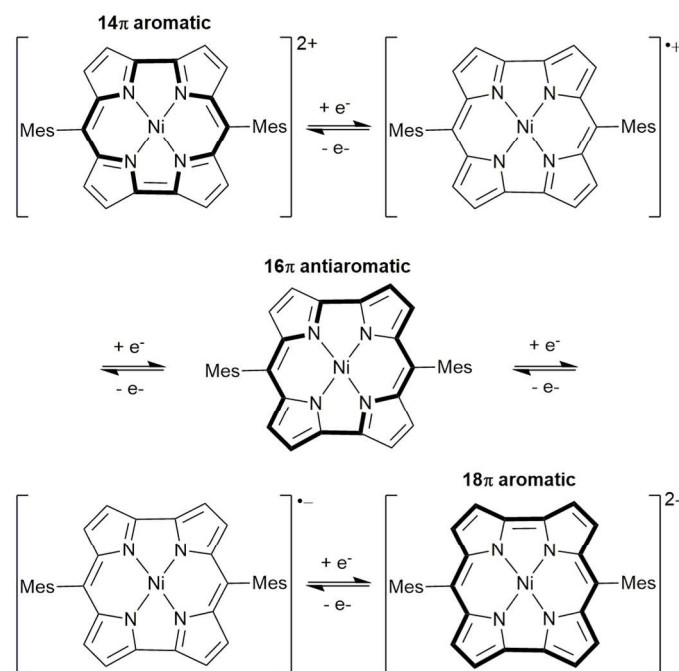 14π aromatic
2+
N N
Mes Ni Mes
N N
+ e-
- e-
•+
N N
Mes Ni Mes
N N
16π antiaromatic
+ e-
- e-
N N
Mes Ni Mes
N N
+ e-
- e-
18π aromatic
•–
N N
Mes Ni Mes
N N
+ e-
- e-
2-
N N
Mes Ni Mes
N N